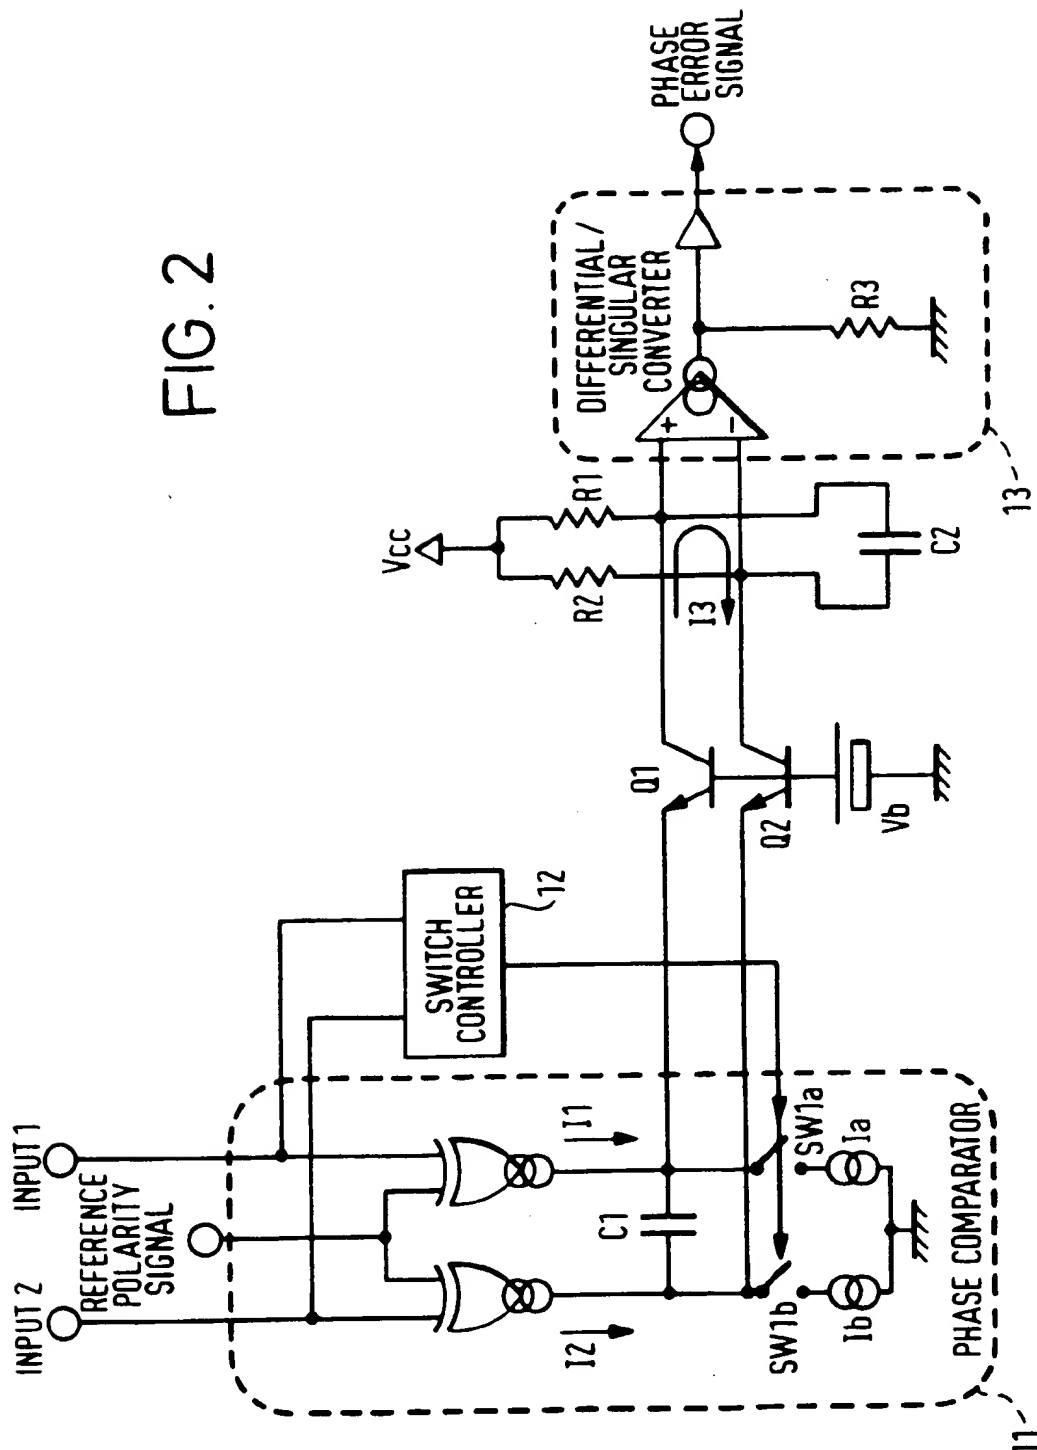 FIG. 2
INPUT 1
INPUT 2
REFERENCE
POLARITY
SIGNAL
SWITCH
CONTROLLER
12
I1
I2
C1
SW1a
SW1b
Ia
Ib
PHASE COMPARATOR
11
Q1
Q2
Vb
Vcc
R1
R2
I3
C2
DIFFERENTIAL/
SINGULAR
CONVERTER
+
−
R3
13
PHASE
ERROR
SIGNAL